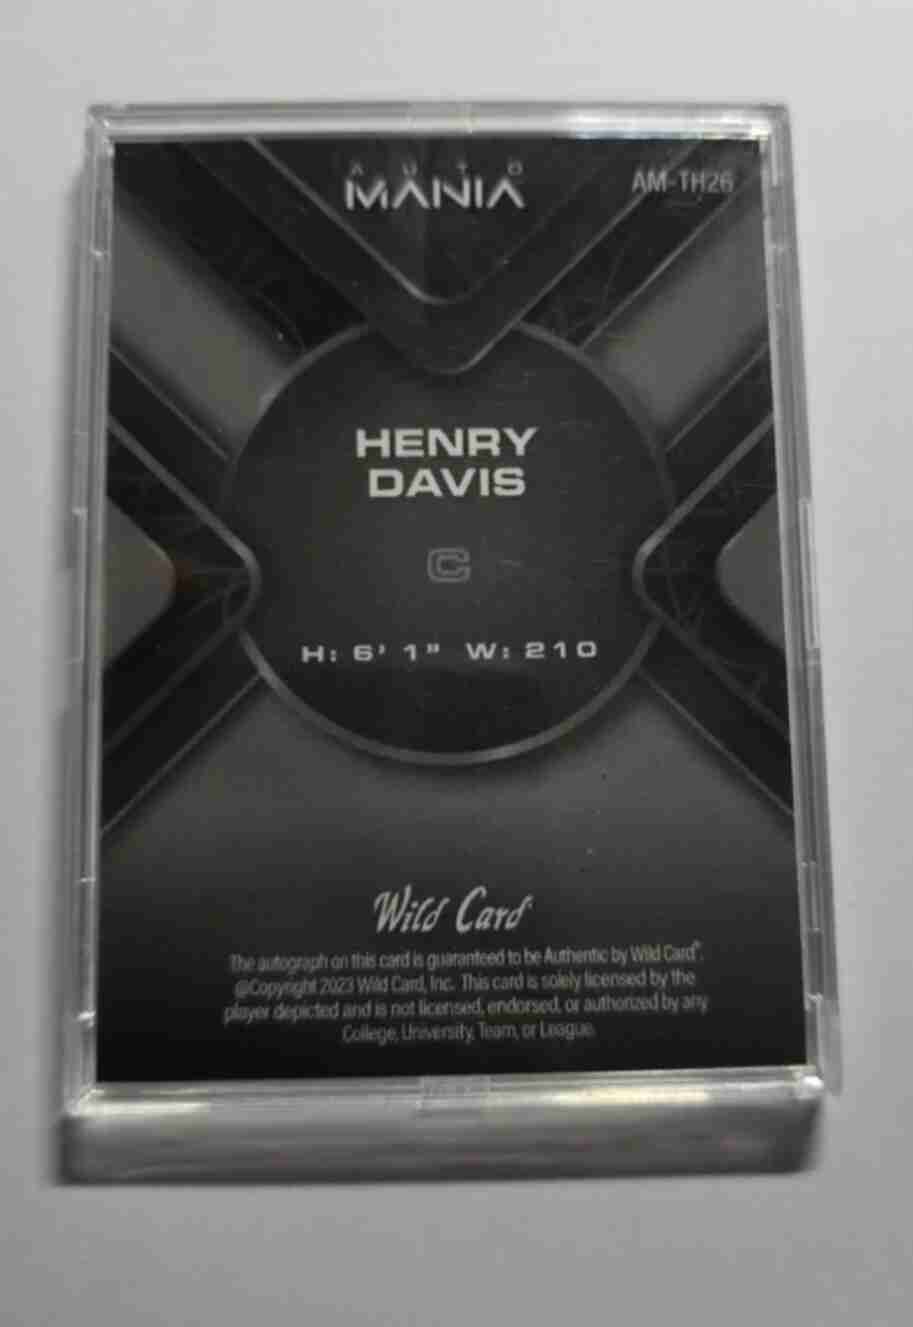 AUTO
MANIA
AM-TH26
HENRY
DAVIS
C
H: 6' 1" W: 210
Wild Card®
The autograph on this card is guaranteed to be Authentic by Wild Card®.
@Copyright 2023 Wild Card, Inc. This card is solely licensed by the
player depicted and is not licensed, endorsed, or authorized by any
College, University, Team, or League.